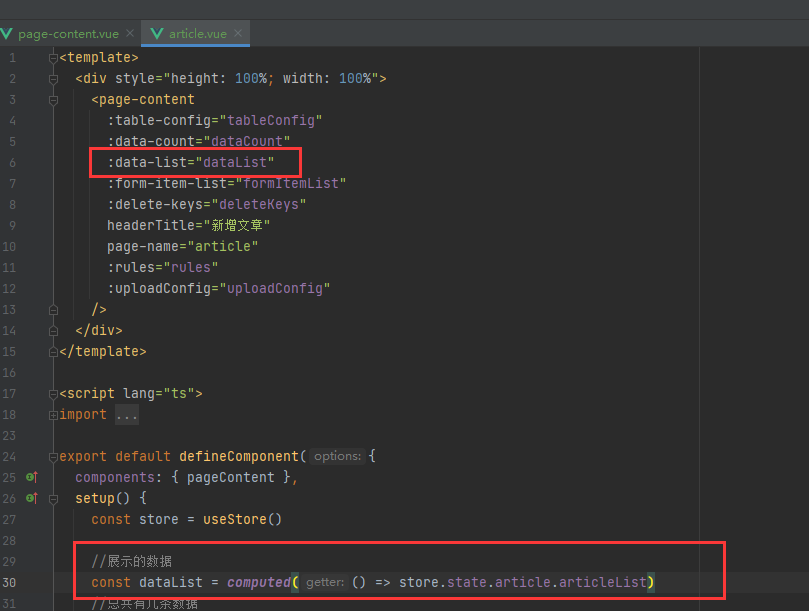 page-content.vue × article.vue ×
1 <template>
2 <div style="height: 100%; width: 100%">
3 <page-content
4 :table-config="tableConfig"
5 :data-count="dataCount"
6 :data-list="dataList"
7 :form-item-list="formItemList"
8 :delete-keys="deleteKeys"
9 headerTitle="新增文章"
10 page-name="article"
11 :rules="rules"
12 :uploadConfig="uploadConfig"
13 />
14 </div>
15 </template>
16
17 <script lang="ts">
18 import ...
23
24 export default defineComponent( options: {
25 components: { pageContent },
26 setup() {
27 const store = useStore()
28
29 //展示的数据
30 const dataList = computed( getter: () => store.state.article.articleList)
31 //总共有几条数据